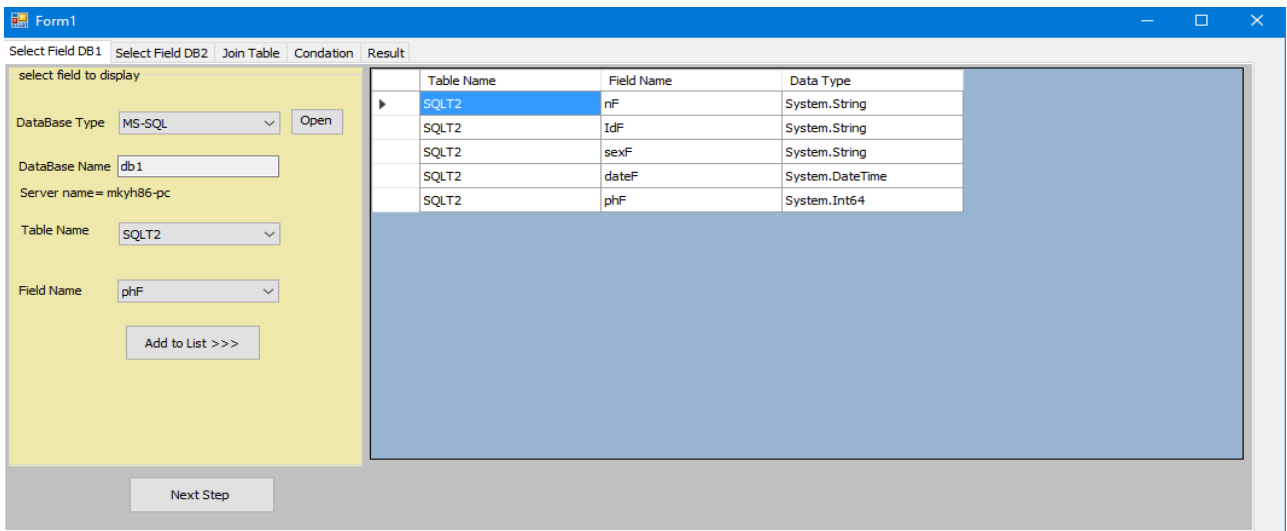 Form1
Select Field DB1 Select Field DB2 Join Table Condation Result
select field to display
DataBase Type MS-SQL Open
DataBase Name db1
Server name= mkyh86-pc
Table Name SQLT2
Field Name phF
Add to List >>>
Next Step
Table Name Field Name Data Type
SQLT2 nF System.String
SQLT2 IdF System.String
SQLT2 sexF System.String
SQLT2 dateF System.DateTime
SQLT2 phF System.Int64